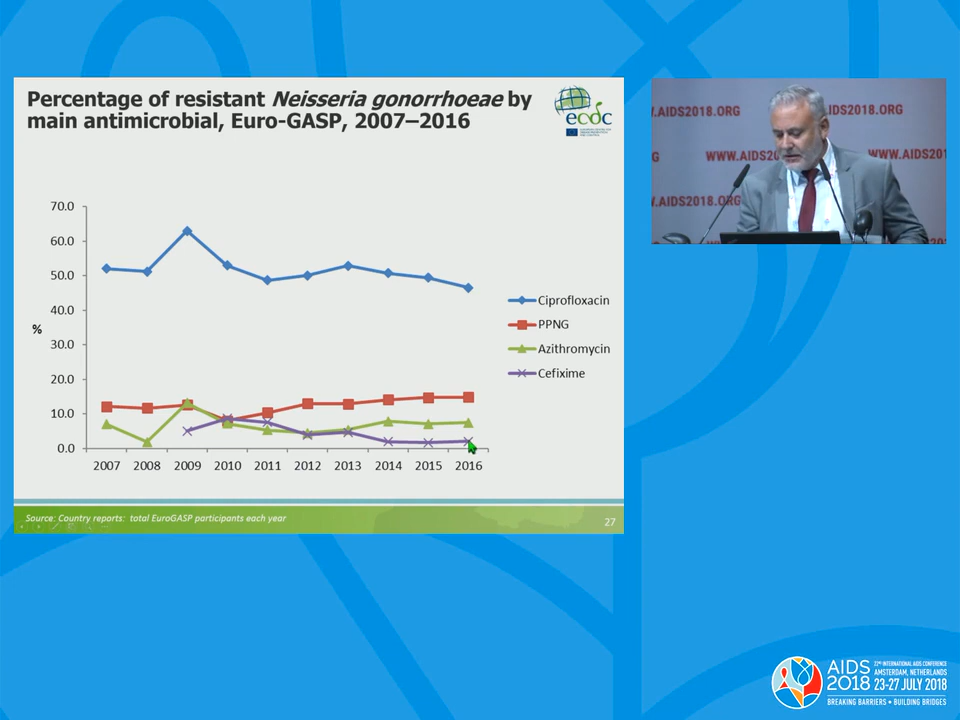 Percentage of resistant Neisseria gonorrhoeae by
main antimicrobial, Euro-GASP, 2007–2016
ecdc
70.0
60.0
50.0
40.0
%
30.0
20.0
10.0
0.0
2007 2008 2009 2010 2011 2012 2013 2014 2015 2016
Ciprofloxacin
PPNG
Azithromycin
Cefixime
Source: Country reports: total EuroGASP participants each year
27
.AIDS2018.ORG
IDS2018.ORG
G
WWW.AIDS20
WWW.AIDS201
.AIDS2018.ORG
AIDS
2018
22ND INTERNATIONAL AIDS CONFERENCE
AMSTERDAM, NETHERLANDS
23-27 JULY 2018
BREAKING BARRIERS • BUILDING BRIDGES